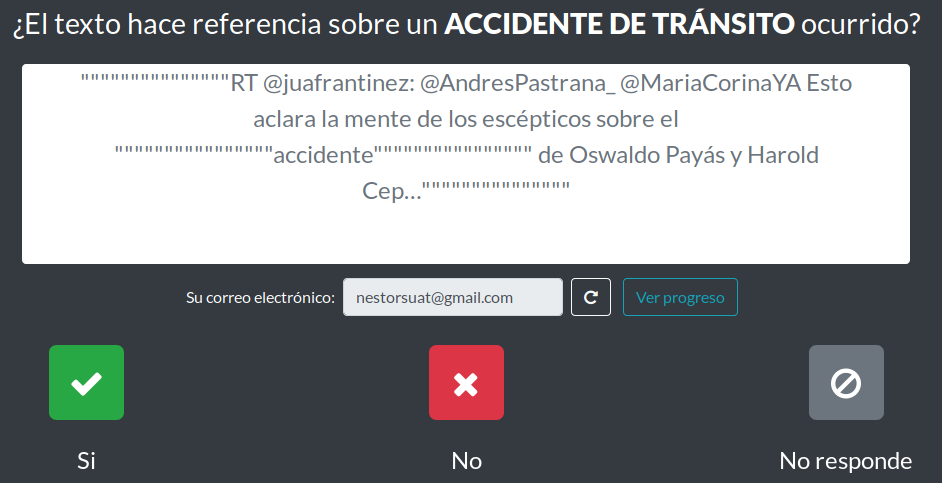 ¿El texto hace referencia sobre un ACCIDENTE DE TRÁNSITO ocurrido?
"""""""""""""""RT @juafrantinez: @AndresPastrana_ @MariaCorinaYA Esto
aclara la mente de los escépticos sobre el
""""""""""""""""accidente"""""""""""""""" de Oswaldo Payás y Harold
Cep..."""""""""""""""
Su correo electrónico: nestorsuat@gmail.com Ver progreso
Si No No responde